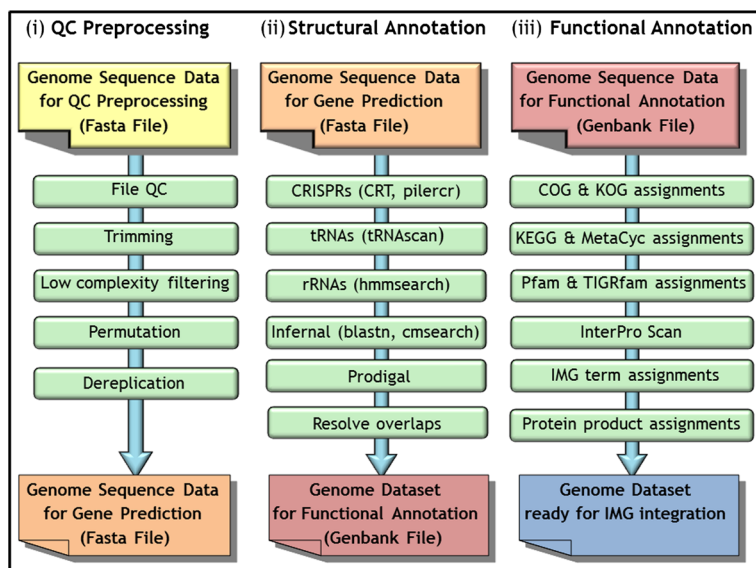 (i) QC Preprocessing
Genome Sequence Data
for QC Preprocessing
(Fasta File)
File QC
Trimming
Low complexity filtering
Permutation
Dereplication
Genome Sequence Data
for Gene Prediction
(Fasta File)
(ii) Structural Annotation
Genome Sequence Data
for Gene Prediction
(Fasta File)
CRISPRs (CRT, pilercr)
tRNAs (tRNAscan)
rRNAs (hmmsearch)
Infernal (blastn, cmsearch)
Prodigal
Resolve overlaps
Genome Dataset
for Functional Annotation
(Genbank File)
(iii) Functional Annotation
Genome Sequence Data
for Functional Annotation
(Genbank File)
COG & KOG assignments
KEGG & MetaCyc assignments
Pfam & TIGRfam assignments
InterPro Scan
IMG term assignments
Protein product assignments
Genome Dataset
ready for IMG integration